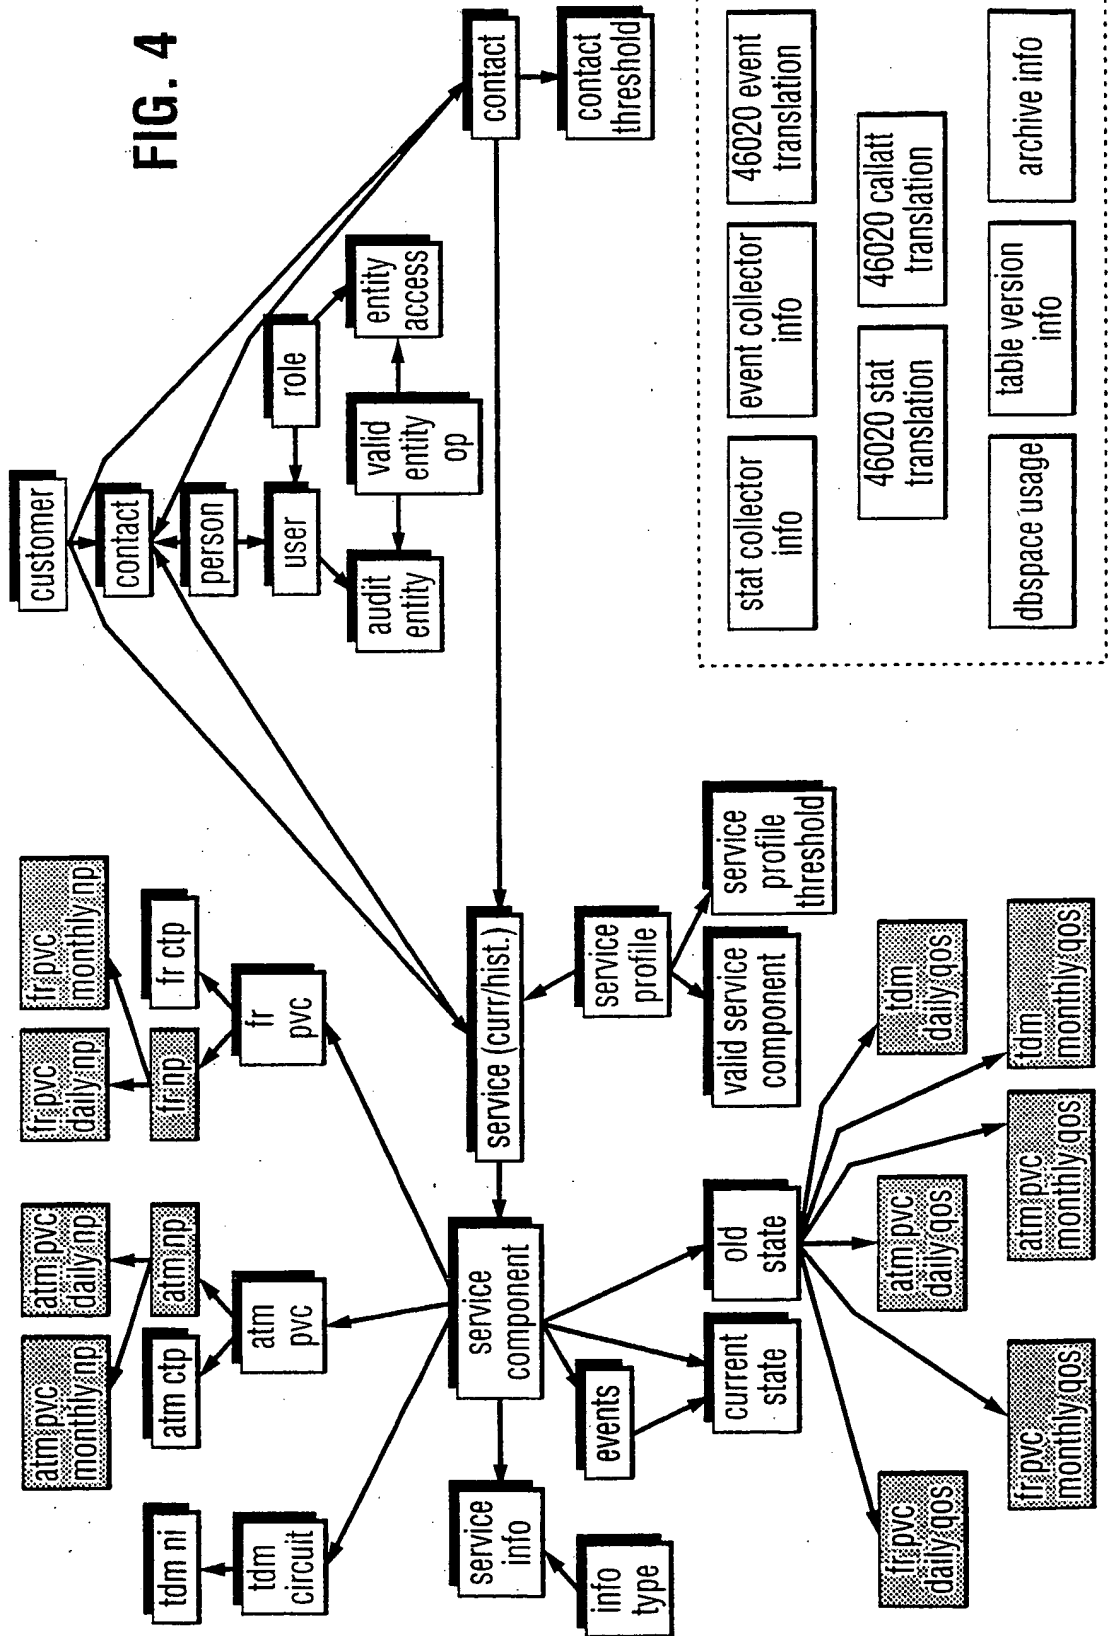 FIG. 4
customer
contact
person
user
role
audit
entity
valid
entity
op
entity
access
contact
contact
threshold
atm pvc
monthly np
atm pvc
daily np
fr pvc
daily np
fr pvc
monthly np
tdm ni
atm ctp
atm np
fr np
fr ctp
tdm
circuit
atm
pvc
fr
pvc
service
info
service
component
service (curr/hist.)
info
type
events
service
profile
current
state
old
state
valid service
component
service
profile
threshold
fr pvc
daily qos
atm pvc
daily qos
tdm
daily qos
fr pvc
monthly qos
atm pvc
monthly qos
tdm
monthly qos
stat collector
info
event collector
info
46020 event
translation
46020 stat
translation
46020 callatt
translation
dbspace usage
table version
info
archive info